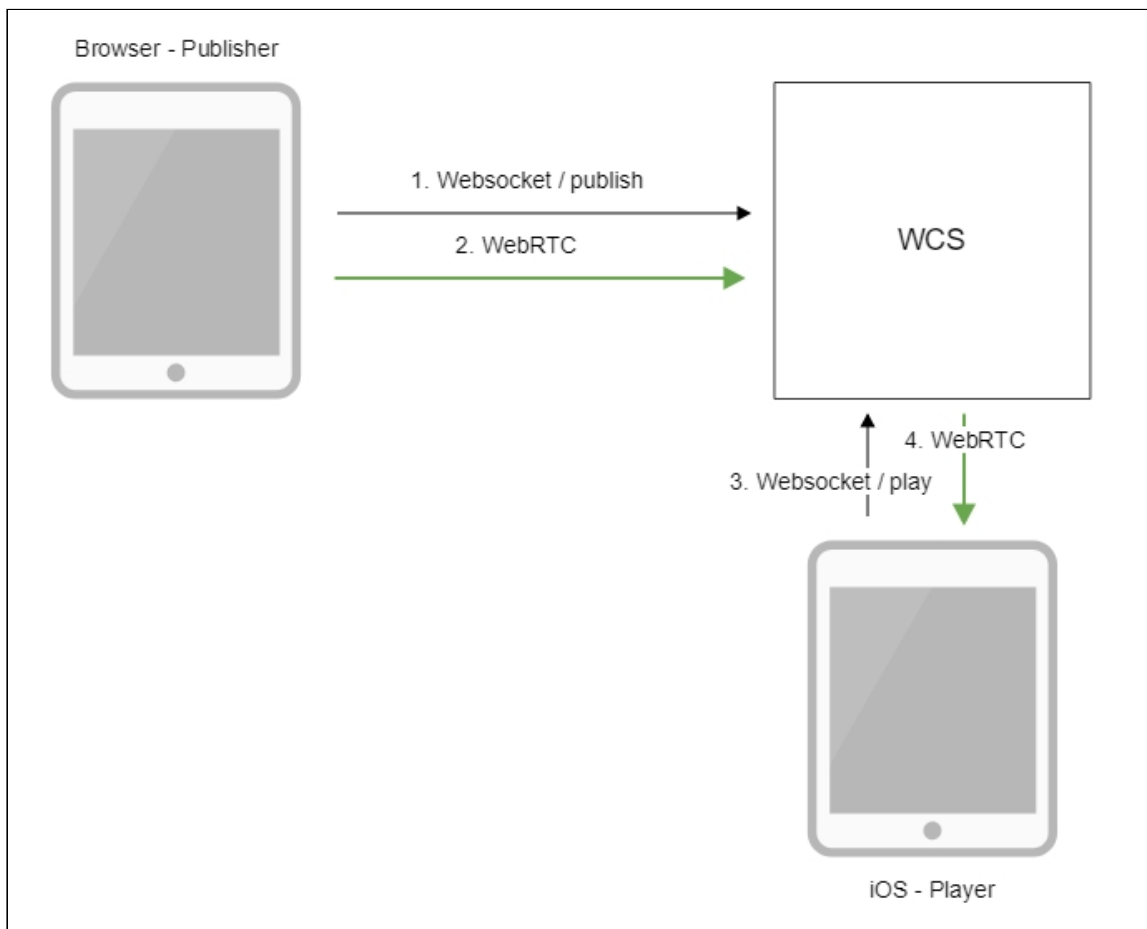 Browser - Publisher
1. Websocket / publish
2. WebRTC
WCS
4. WebRTC
3. Websocket / play
iOS - Player